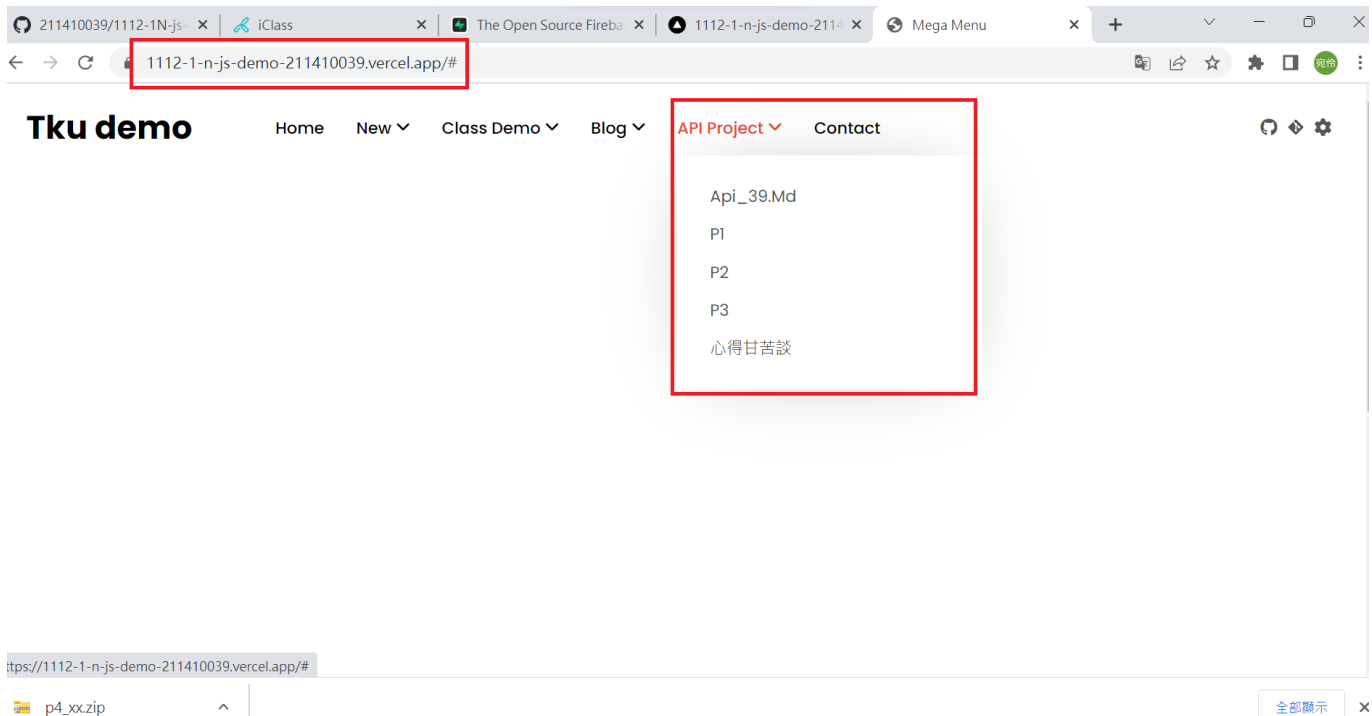 211410039/1112-1N-js-
iClass
The Open Source Fireba
1112-1-n-js-demo-2114
Mega Menu
1112-1-n-js-demo-211410039.vercel.app/#
宛伶
Tku demo
Home
New
Class Demo
Blog
API Project
Contact
Api_39.Md
P1
P2
P3
心得甘苦談
ttps://1112-1-n-js-demo-211410039.vercel.app/#
p4_xx.zip
全部顯示